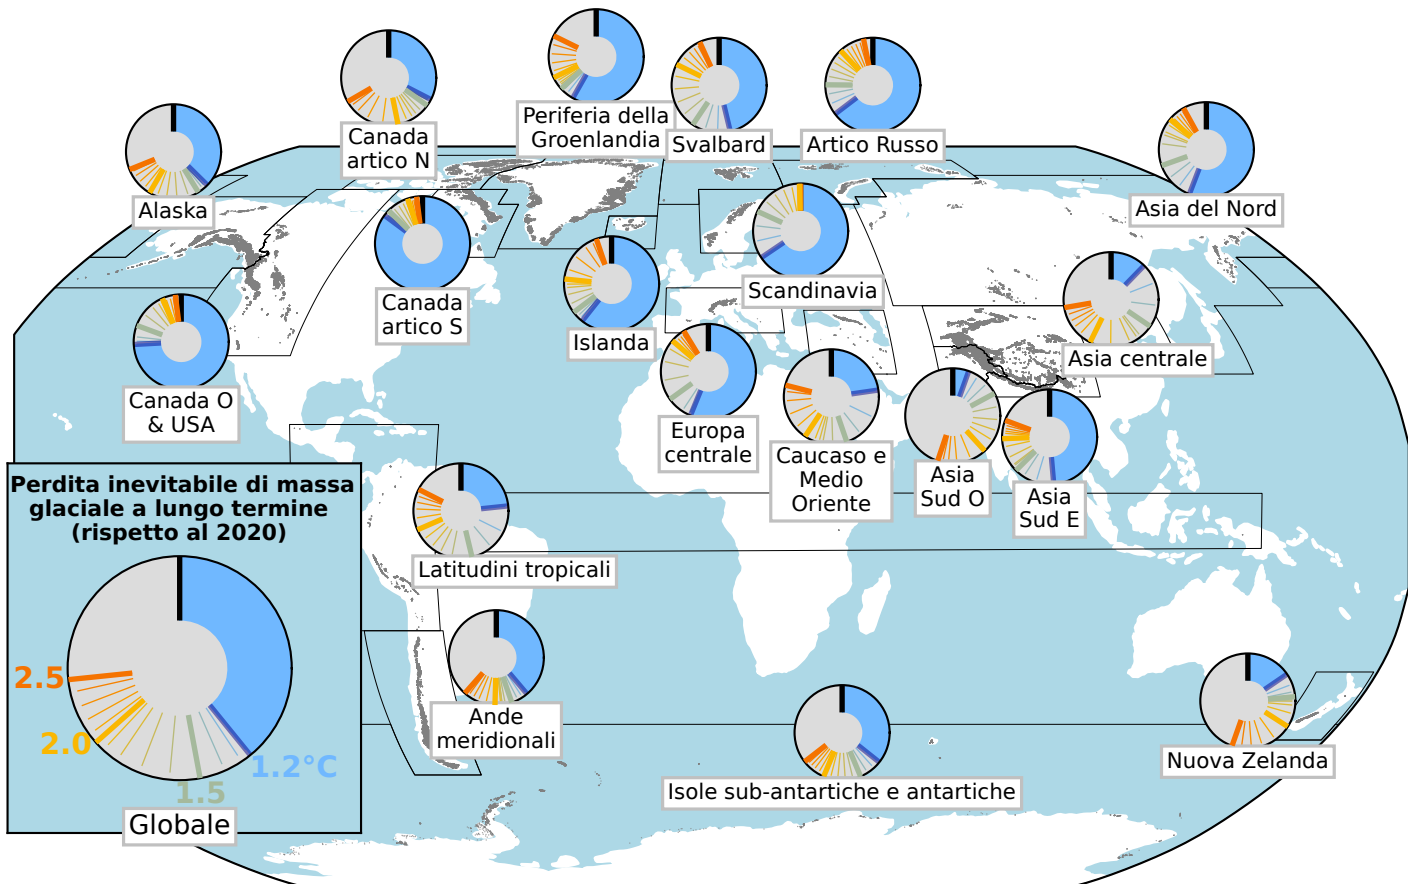 Canada
artico N
Periferia della
Groenlandia
Svalbard
Artico Russo
Alaska
Asia del Nord
Canada
artico S
Scandinavia
Islanda
Asia centrale
Canada O
& USA
Europa
centrale
Caucaso e
Medio
Oriente
Asia
Sud O
Asia
Sud E
Perdita inevitabile di massa
glaciale a lungo termine
(rispetto al 2020)
2.5
2.0
1.5
1.2°C
Globale
Latitudini tropicali
Ande
meridionali
Isole sub-antartiche e antartiche
Nuova Zelanda